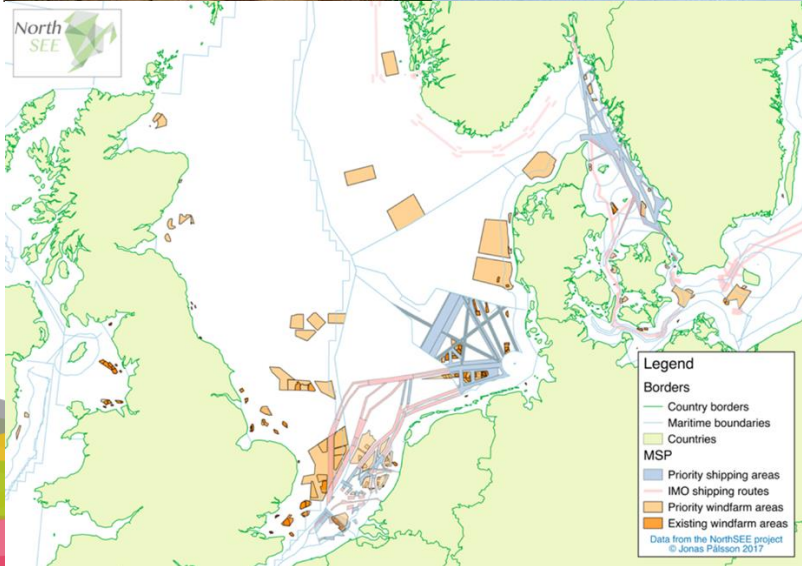 North
SEE
Legend
Borders
Country borders
Maritime boundaries
Countries
MSP
Priority shipping areas
IMO shipping routes
Priority windfarm areas
Existing windfarm areas
Data from the NorthSEE project
© Jonas Pålsson 2017